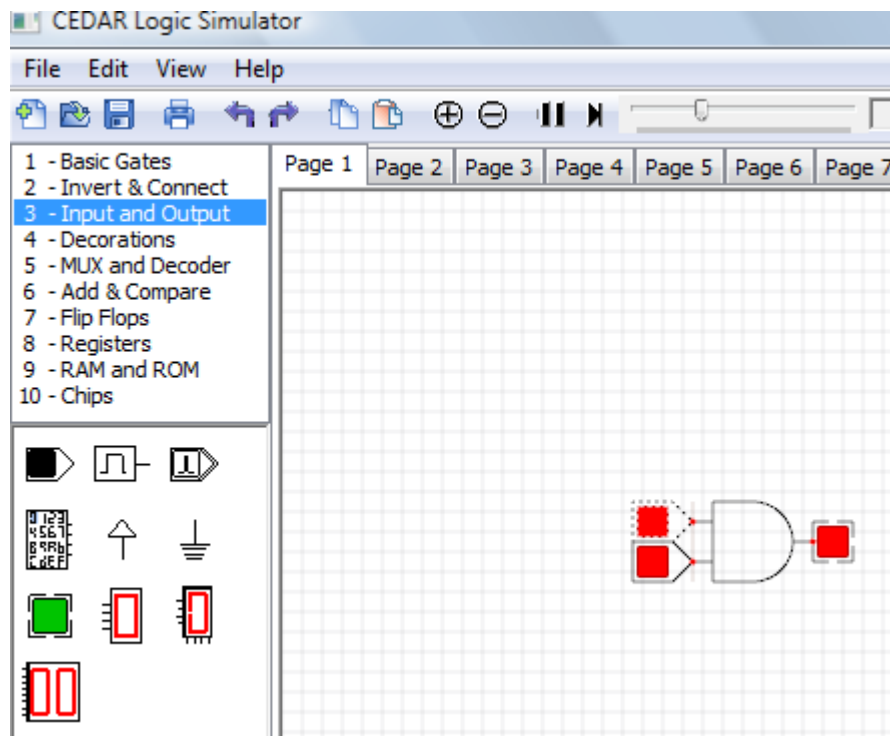 CEDAR Logic Simulator
File Edit View Help
1 - Basic Gates
2 - Invert & Connect
3 - Input and Output
4 - Decorations
5 - MUX and Decoder
6 - Add & Compare
7 - Flip Flops
8 - Registers
9 - RAM and ROM
10 - Chips
Page 1 Page 2 Page 3 Page 4 Page 5 Page 6 Page 7